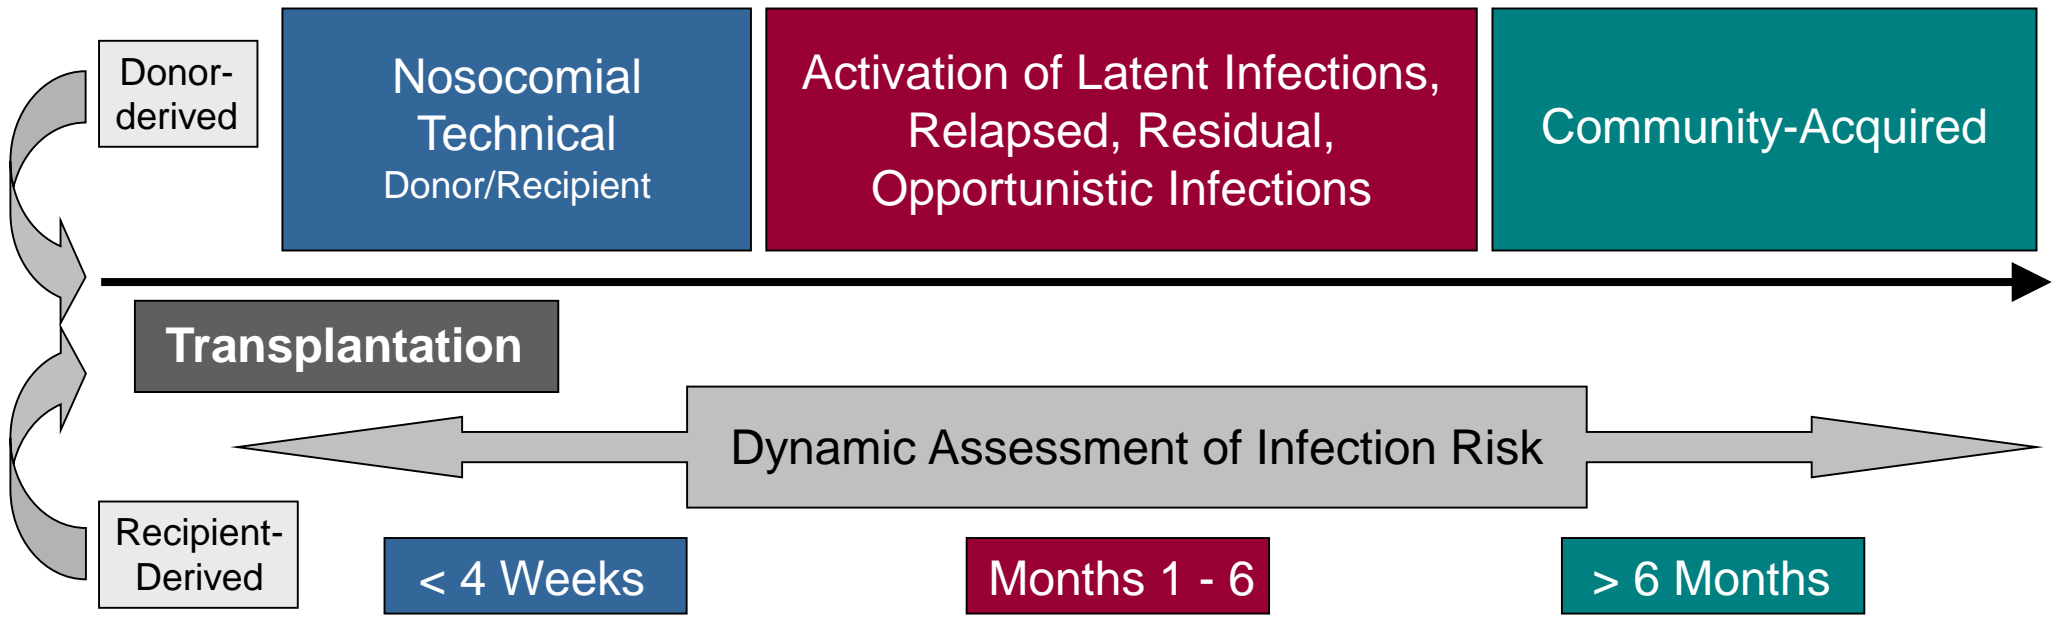 Donor-
derived
Nosocomial
Technical
Donor/Recipient
Activation of Latent Infections,
Relapsed, Residual,
Opportunistic Infections
Community-Acquired
Transplantation
Dynamic Assessment of Infection Risk
Recipient-
Derived
< 4 Weeks
Months 1 - 6
> 6 Months